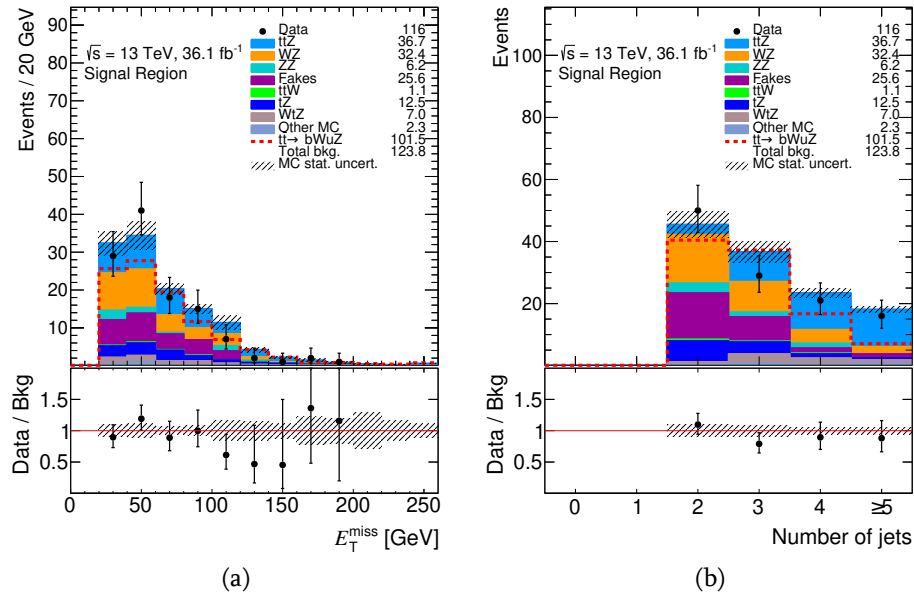 Events / 20 GeV
90
80
70
60
50
40
30
20
10
√s = 13 TeV, 36.1 fb-1
Signal Region
Data 116
ttZ 36.7
WZ 32.4
ZZ 6.2
Fakes 25.6
ttW 1.1
tZ 12.5
WtZ 7.0
Other MC 2.3
tt→ bWuZ 101.5
Total bkg. 123.8
MC stat. uncert.
Data / Bkg
1.5
1
0.5
0 50 100 150 200 250
E_T^miss [GeV]
(a)
Events
100
80
60
40
20
√s = 13 TeV, 36.1 fb-1
Signal Region
Data 116
ttZ 36.7
WZ 32.4
ZZ 6.2
Fakes 25.6
ttW 1.1
tZ 12.5
WtZ 7.0
Other MC 2.3
tt→ bWuZ 101.5
Total bkg. 123.8
MC stat. uncert.
Data / Bkg
1.5
1
0.5
0 1 2 3 4 ≥5
Number of jets
(b)